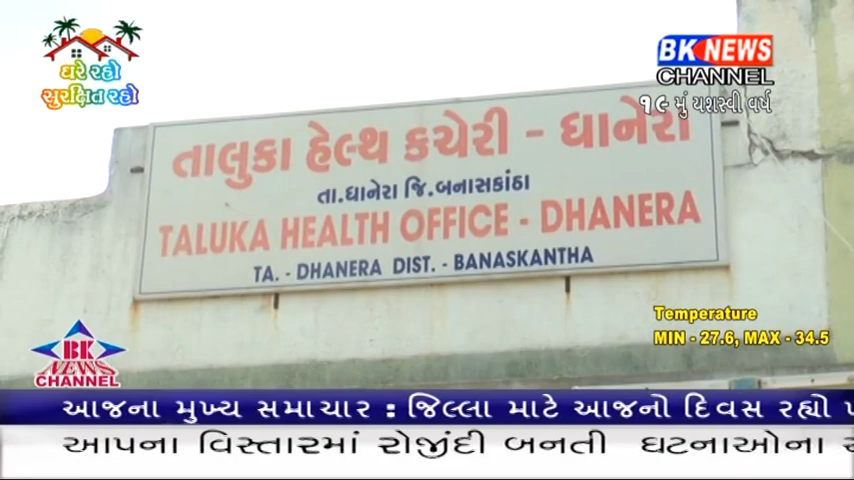 ઘરે રહો
સુરક્ષિત રહો
BK NEWS
CHANNEL
૧૯ મું યશસ્વી વર્ષ
તાલુકા હેલ્થ કચેરી - ધાનેરા
તા.ધાનેરા જિ.બનાસકાંઠા
TALUKA HEALTH OFFICE - DHANERA
TA. - DHANERA DIST. - BANASKANTHA
Temperature
MIN - 27.6, MAX - 34.5
BK
NEWS
CHANNEL
આજના મુખ્ય સમાચાર : જિલ્લા માટે આજનો દિવસ રહ્યો
આપના વિસ્તારમાં રોજીંદી બનતી ઘટનાઓના